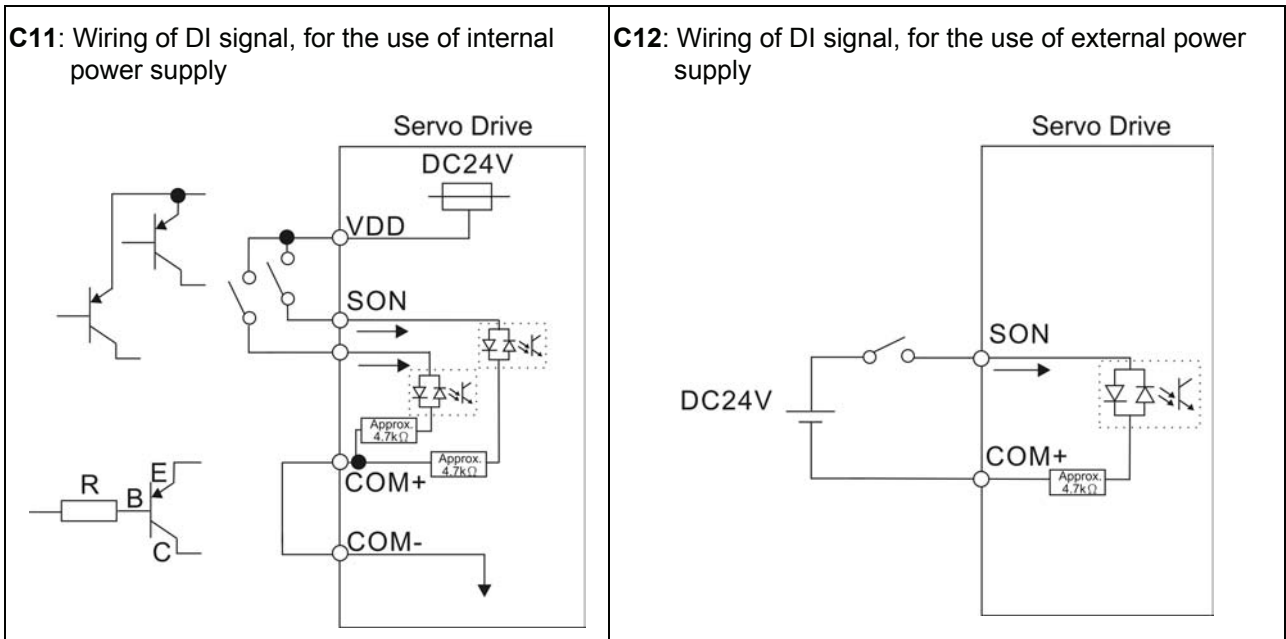 C11: Wiring of DI signal, for the use of internal
power supply
Servo Drive
DC24V
VDD
SON
Approx.
4.7kΩ
Approx.
4.7kΩ
COM+
COM-
R
B
E
C
C12: Wiring of DI signal, for the use of external power
supply
Servo Drive
SON
DC24V
COM+
Approx.
4.7kΩ